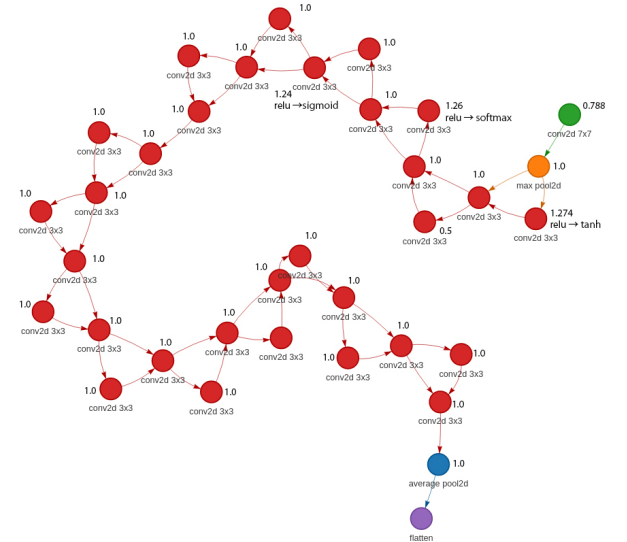 1.0
conv2d 3x3
1.0
conv2d 3x3
1.0
conv2d 3x3
1.0
conv2d 3x3
conv2d 3x3
1.24
relu→sigmoid
1.0
conv2d 3x3
1.0
conv2d 3x3
1.26
relu→softmax
conv2d 3x3
0.788
conv2d 7x7
1.0
max pool2d
1.274
relu→tanh
conv2d 3x3
1.0
conv2d 3x3
1.0
conv2d 3x3
0.5
conv2d 3x3
1.0
conv2d 3x3
1.0
conv2d 3x3
1.0
conv2d 3x3
1.0
conv2d 3x3
1.0
conv2d 3x3
1.0
conv2d 3x3
1.0
conv2d 3x3
1.0
conv2d 3x3
1.0
conv2d 3x3
1.0
conv2d 3x3
1.0
conv2d 3x3
1.0
conv2d 3x3
1.0
conv2d 3x3
conv2d 3x3
1.0
conv2d 3x3
conv2d 3x3
1.0
conv2d 3x3
1.0
conv2d 3x3
1.0
conv2d 3x3
1.0
conv2d 3x3
1.0
average pool2d
flatten